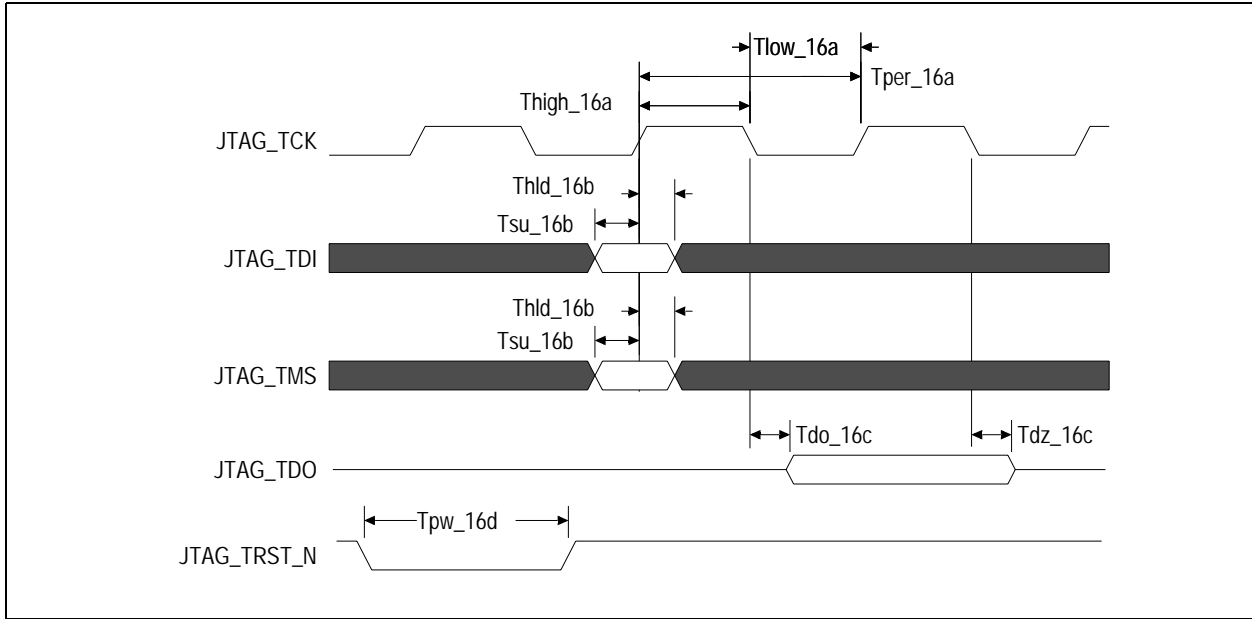 Tlow_16a
Tper_16a
Thigh_16a
JTAG_TCK
Thld_16b
Tsu_16b
JTAG_TDI
Thld_16b
Tsu_16b
JTAG_TMS
Tdo_16c
Tdz_16c
JTAG_TDO
Tpw_16d
JTAG_TRST_N